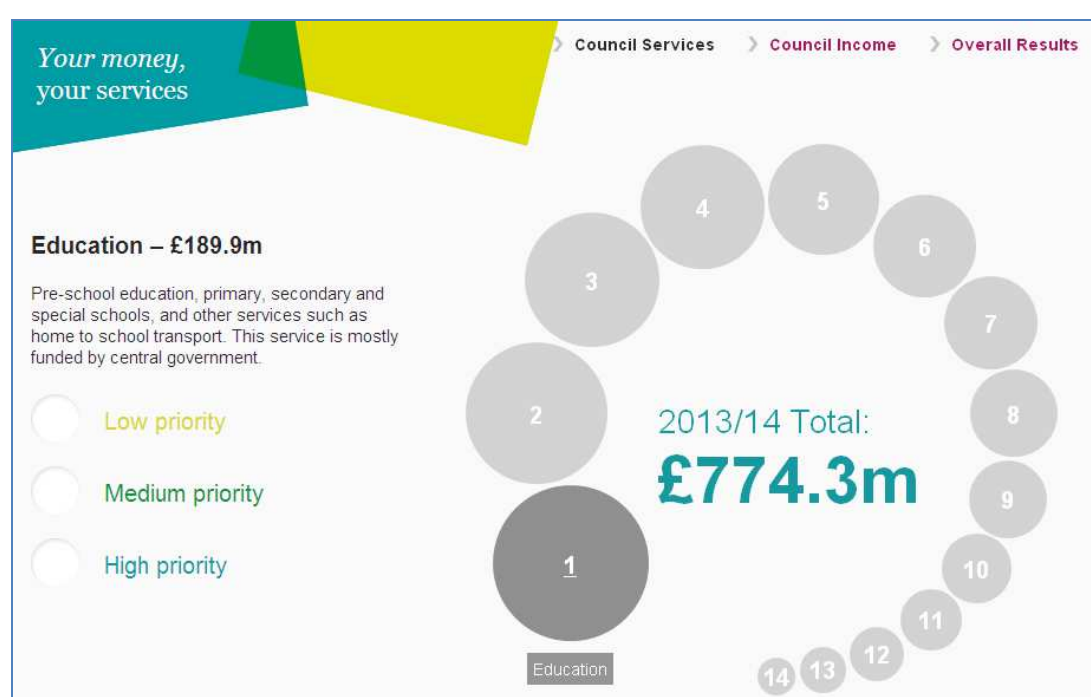 Your money,
your services
Council Services
Council Income
Overall Results
Education – £189.9m
Pre-school education, primary, secondary and
special schools, and other services such as
home to school transport. This service is mostly
funded by central government.
Low priority
Medium priority
High priority
2013/14 Total:
£774.3m
1
2
3
4
5
6
7
8
9
10
11
12
13
14
Education